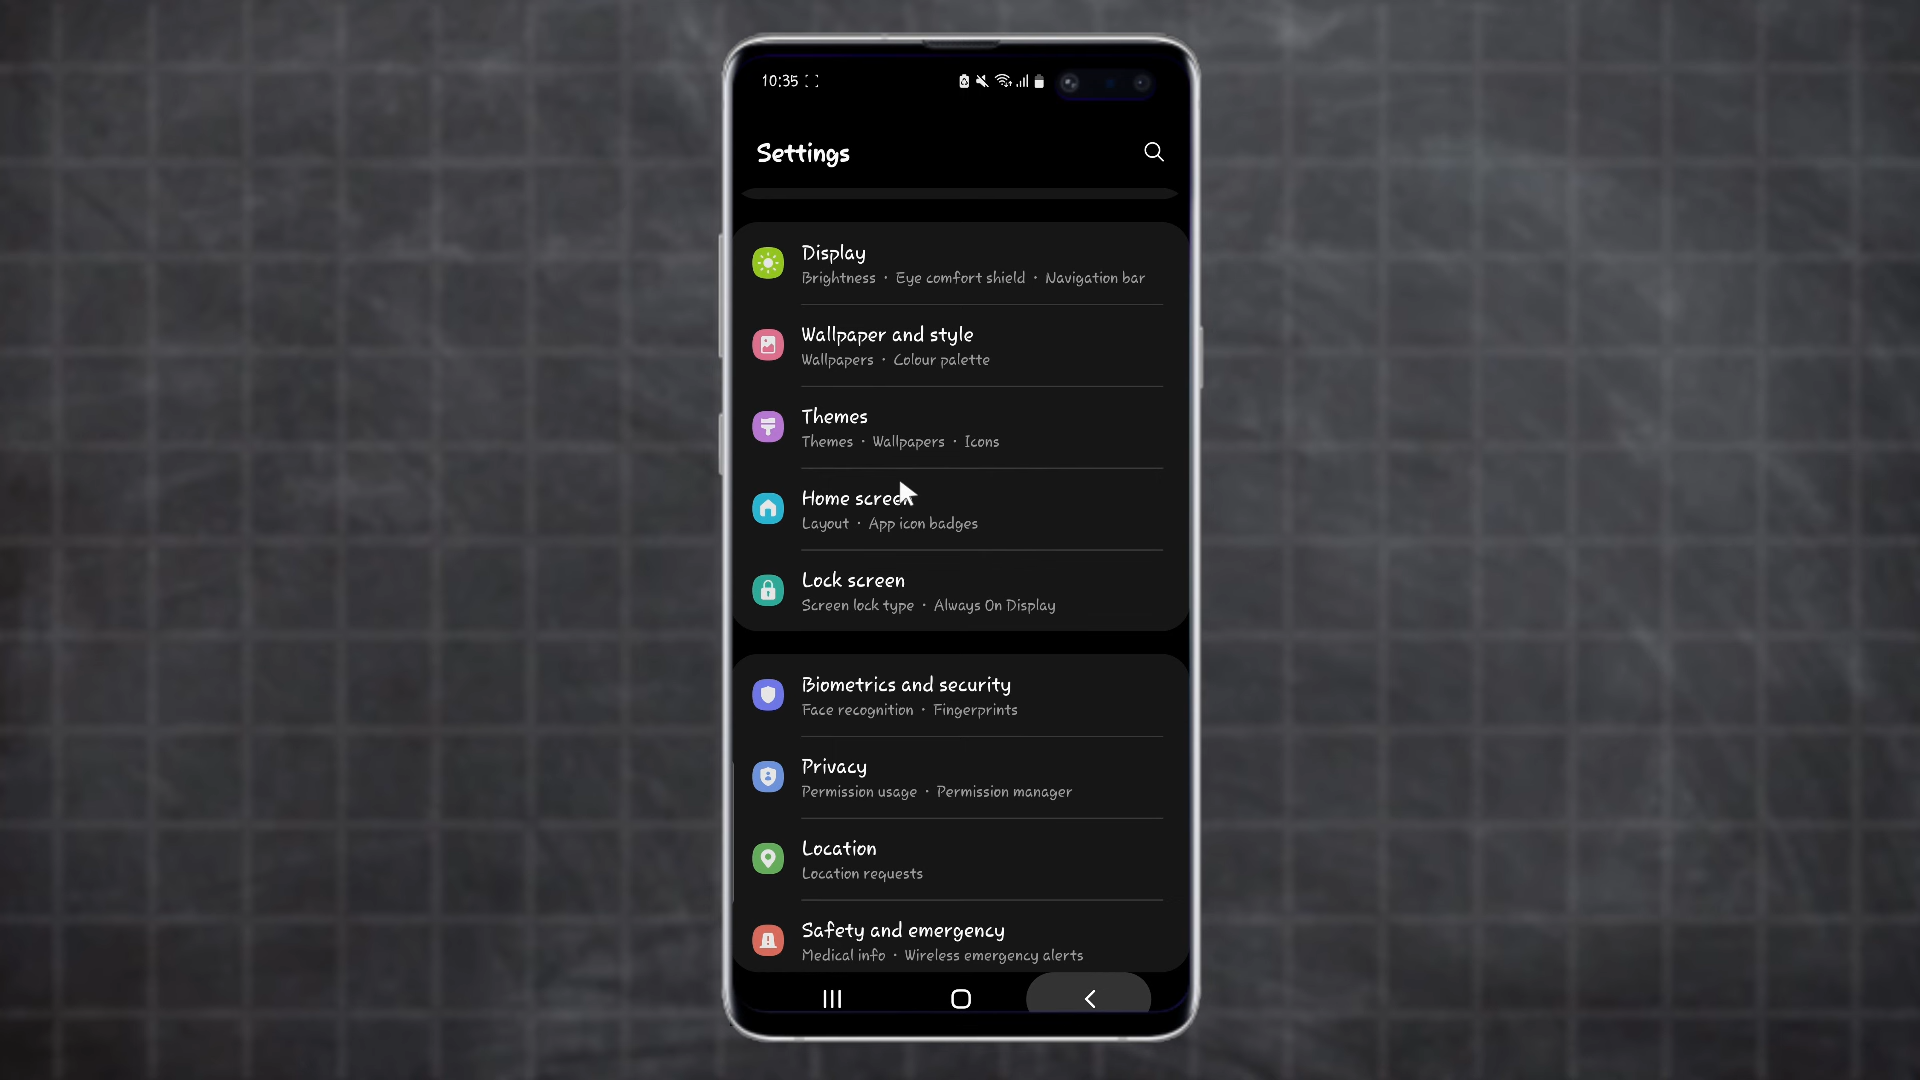 10:35
Settings
Display
Brightness • Eye comfort shield • Navigation bar
Wallpaper and style
Wallpapers • Colour palette
Themes
Themes • Wallpapers • Icons
Home screen
Layout • App icon badges
Lock screen
Screen lock type • Always On Display
Biometrics and security
Face recognition • Fingerprints
Privacy
Permission usage • Permission manager
Location
Location requests
Safety and emergency
Medical info • Wireless emergency alerts